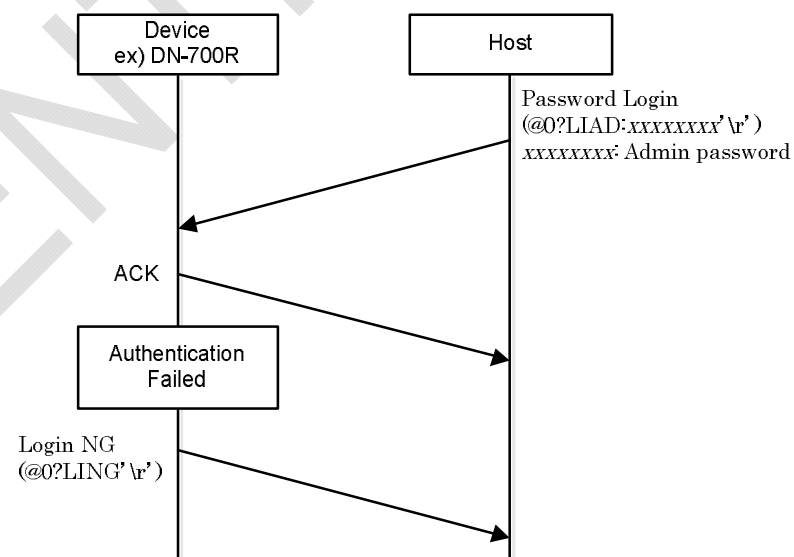 Device
ex) DN-700R
Host
Password Login
(@0?LIAD:xxxxxxxx'\r')
xxxxxxxx: Admin password
ACK
Authentication
Failed
Login NG
(@0?LING'\r')